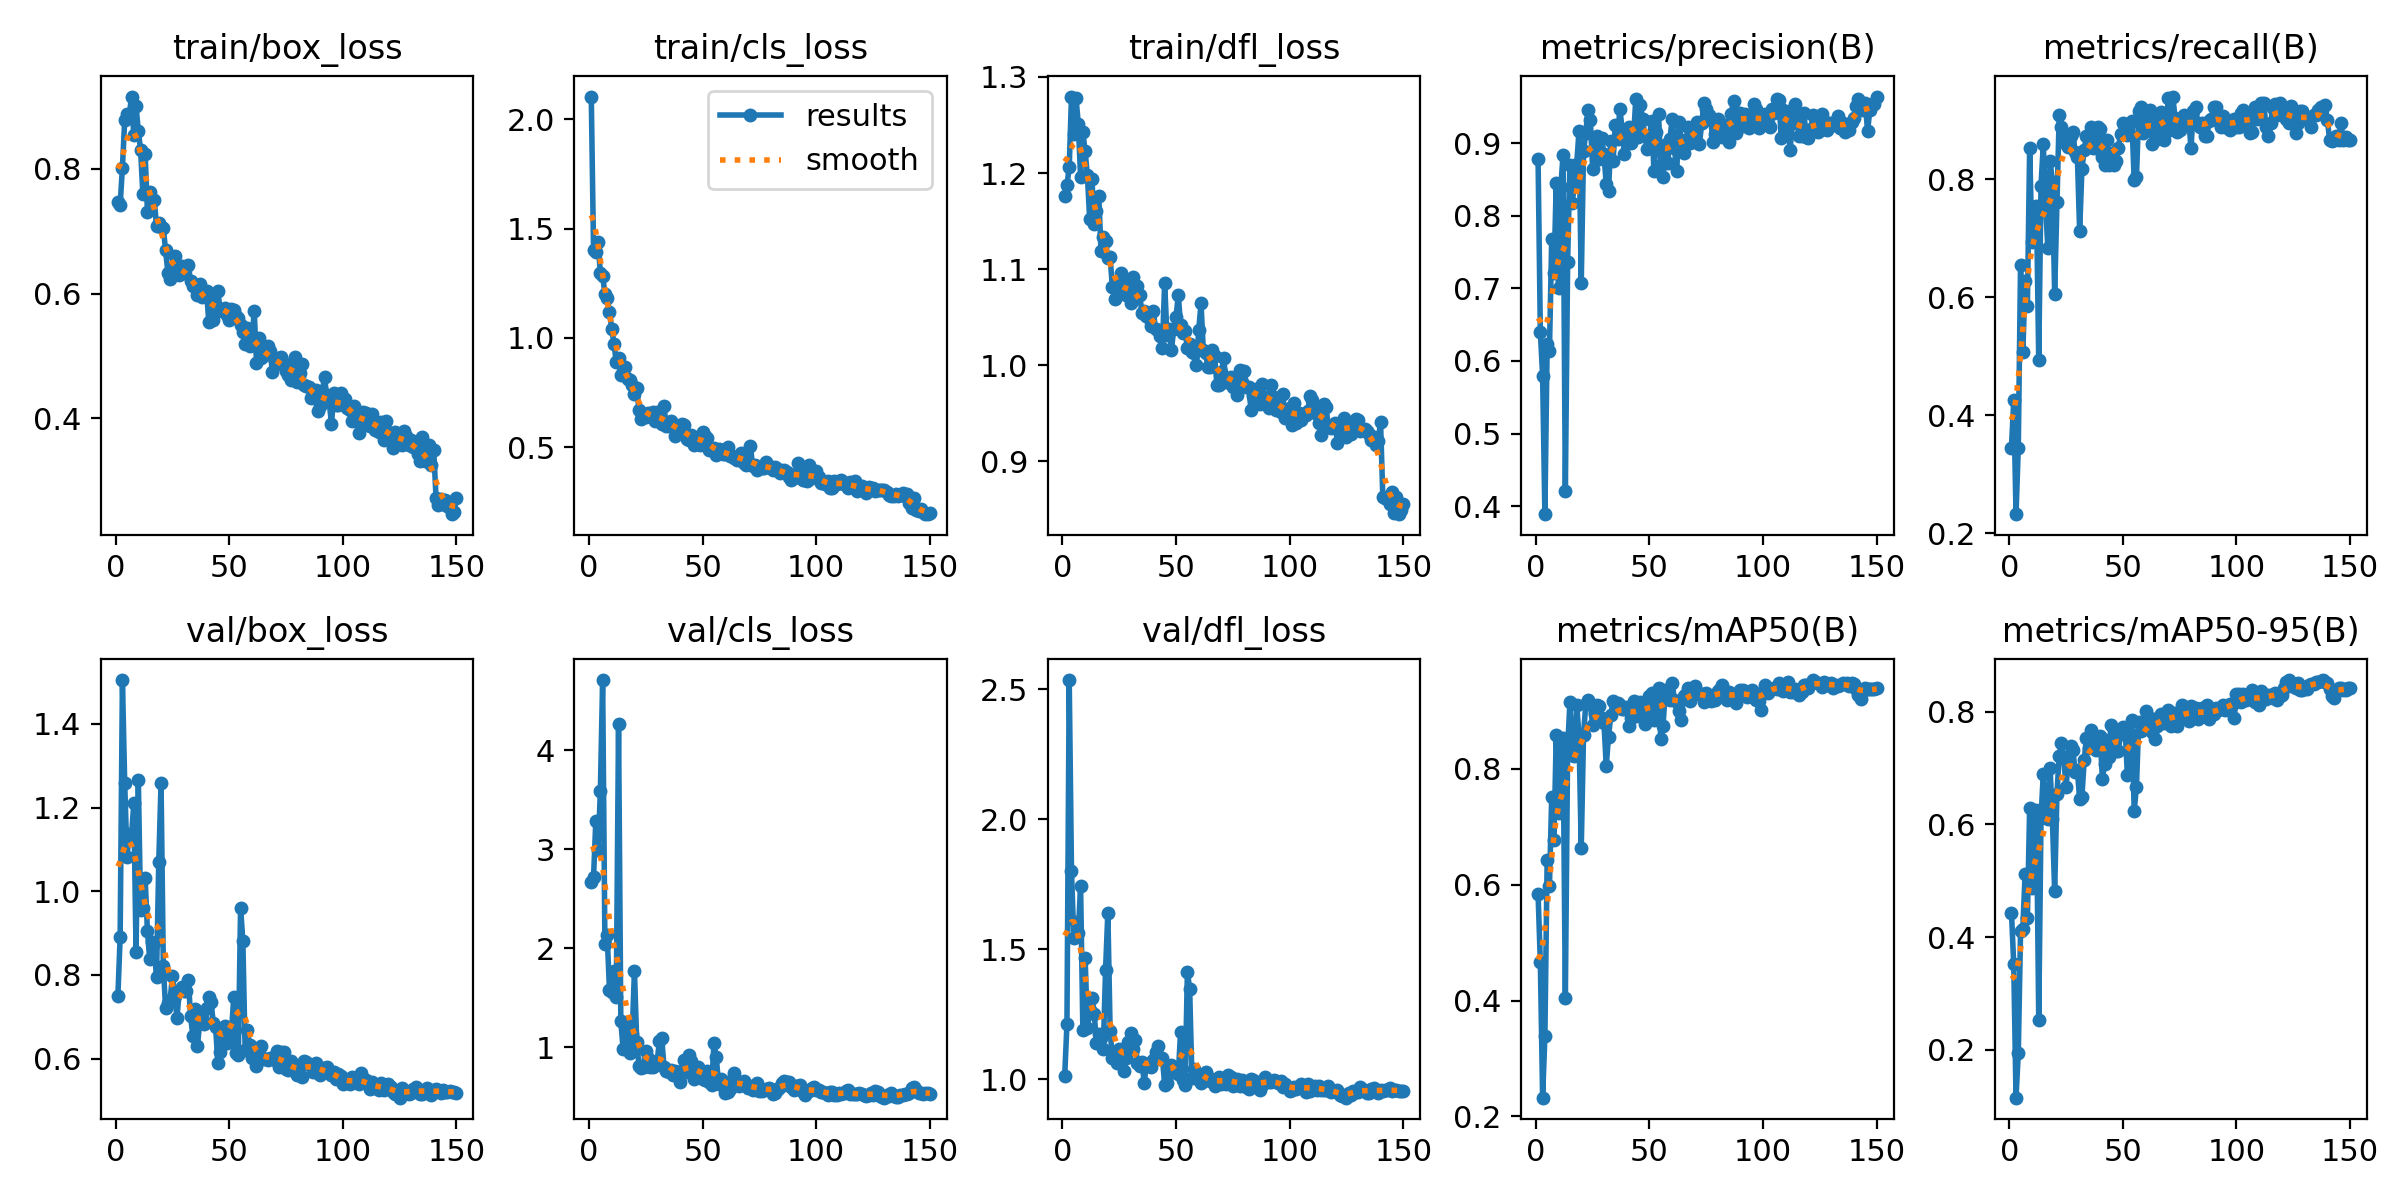 train/box_loss
0.8
0.6
0.4
0 50 100 150
train/cls_loss
results
smooth
2.0
1.5
1.0
0.5
0 50 100 150
train/dfl_loss
1.3
1.2
1.1
1.0
0.9
0 50 100 150
metrics/precision(B)
0.9
0.8
0.7
0.6
0.5
0.4
0 50 100 150
metrics/recall(B)
0.8
0.6
0.4
0.2
0 50 100 150
val/box_loss
1.4
1.2
1.0
0.8
0.6
0 50 100 150
val/cls_loss
4
3
2
1
0 50 100 150
val/dfl_loss
2.5
2.0
1.5
1.0
0 50 100 150
metrics/mAP50(B)
0.8
0.6
0.4
0.2
0 50 100 150
metrics/mAP50-95(B)
0.8
0.6
0.4
0.2
0 50 100 150